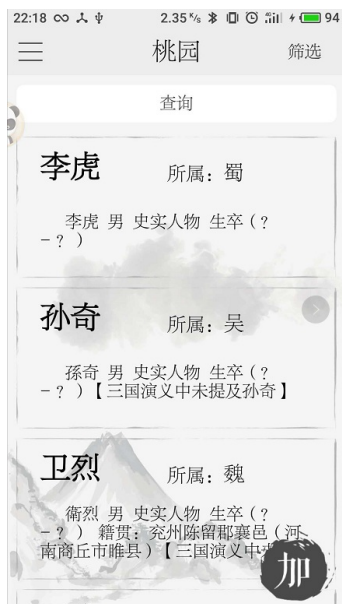 22:18 2.35 K/s 94
桃园 筛选
查询
李虎 所属：蜀
李虎 男 史实人物 生卒（？
－？）
孙奇 所属：吴
孫奇 男 史实人物 生卒（？
－？）【三国演义中未提及孙奇】
卫烈 所属：魏
衛烈 男 史实人物 生卒（？
－？） 籍贯：兖州陈留郡襄邑（河
南商丘市睢县）【三国演义中
加